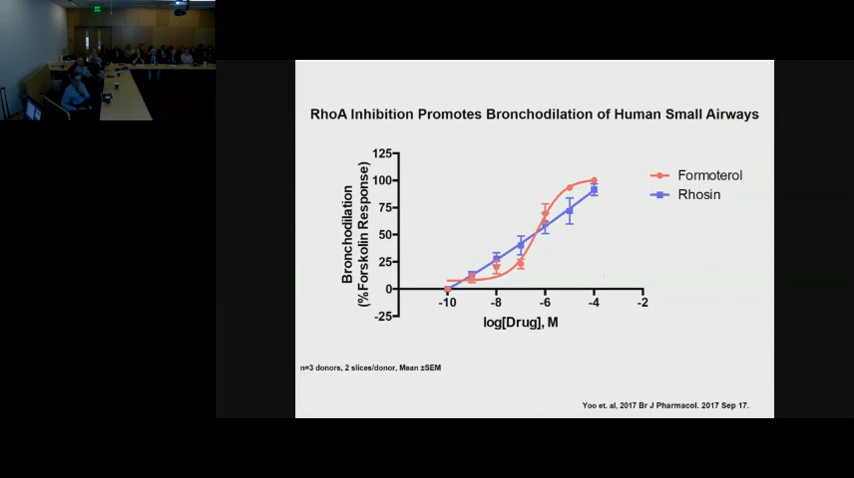 RhoA Inhibition Promotes Bronchodilation of Human Small Airways
Bronchodilation
(%Forskolin Response)
125
100
75
50
25
0
-25
-10
-8
-6
-4
-2
log[Drug], M
Formoterol
Rhosin
n=3 donors, 2 slices/donor, Mean ±SEM
Yoo et. al, 2017 Br J Pharmacol. 2017 Sep 17.